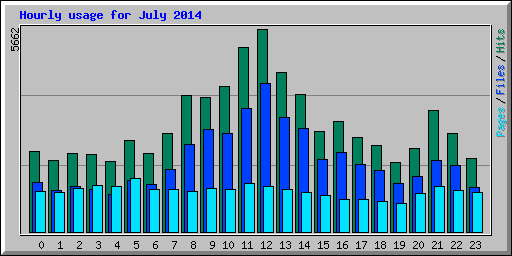 Hourly usage for July 2014
5662
Pages/Files/Hits
0 1 2 3 4 5 6 7 8 9 10 11 12 13 14 15 16 17 18 19 20 21 22 23